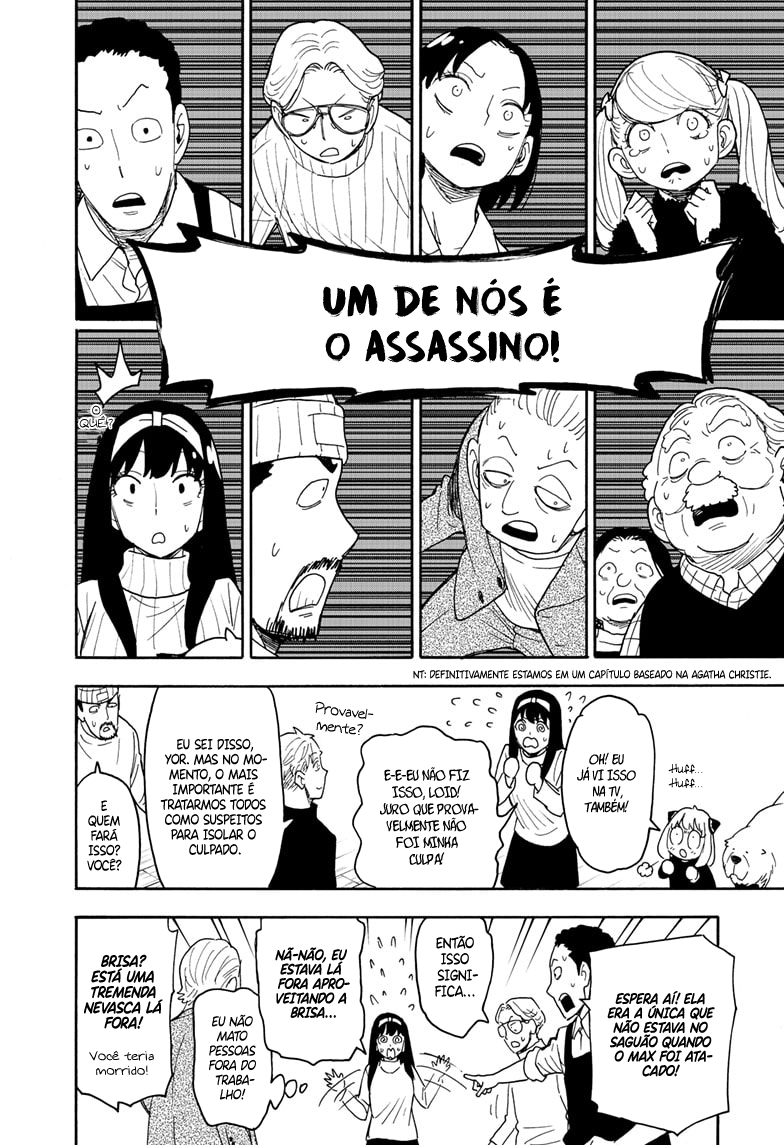 UM DE NÓS É
O ASSASSINO!
O
QUÊ?
NT: DEFINITIVAMENTE ESTAMOS EM UM CAPÍTULO BASEADO NA AGATHA CHRISTIE.
Huff...
Huff...
OH! EU
JÁ VI ISSO
NA TV,
TAMBÉM!
E-E-EU NÃO FIZ
ISSO, LOID!
JURO QUE PROVA-
VELMENTE NÃO
FOI MINHA
CULPA!
Provavel-
mente?
EU SEI DISSO,
YOR. MAS NO MO-
MENTO, O MAIS
IMPORTANTE É
TRATARMOS TODOS
COMO SUSPEITOS
PARA ISOLAR O
CULPADO.
E
QUEM
FARÁ
ISSO?
VOCÊ?
ESPERA AÍ! ELA
ERA A ÚNICA QUE
NÃO ESTAVA NO
SAGUÃO QUANDO
O MAX FOI ATA-
CADO!
ENTÃO
ISSO
SIGNI-
FICA...
NÃ-NÃO, EU
ESTAVA LÁ
FORA APRO-
VEITANDO A
BRISA...
EU NÃO
MATO
PESSOAS
FORA DO
TRABA-
LHO!
BRISA?
ESTÁ UMA
TREMENDA
NEVASCA LÁ
FORA!
Você teria
morrido!